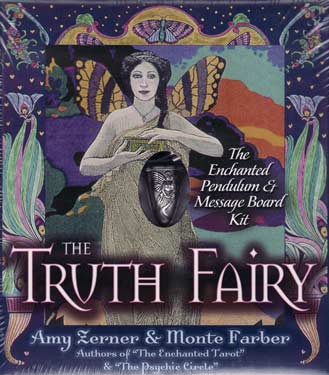 The
Enchanted
Pendulum &
Message Board
Kit
THE
TRUTH FAIRY
Amy Zerner & Monte Farber
Authors of "The Enchanted Tarot"
& "The Psychic Circle"